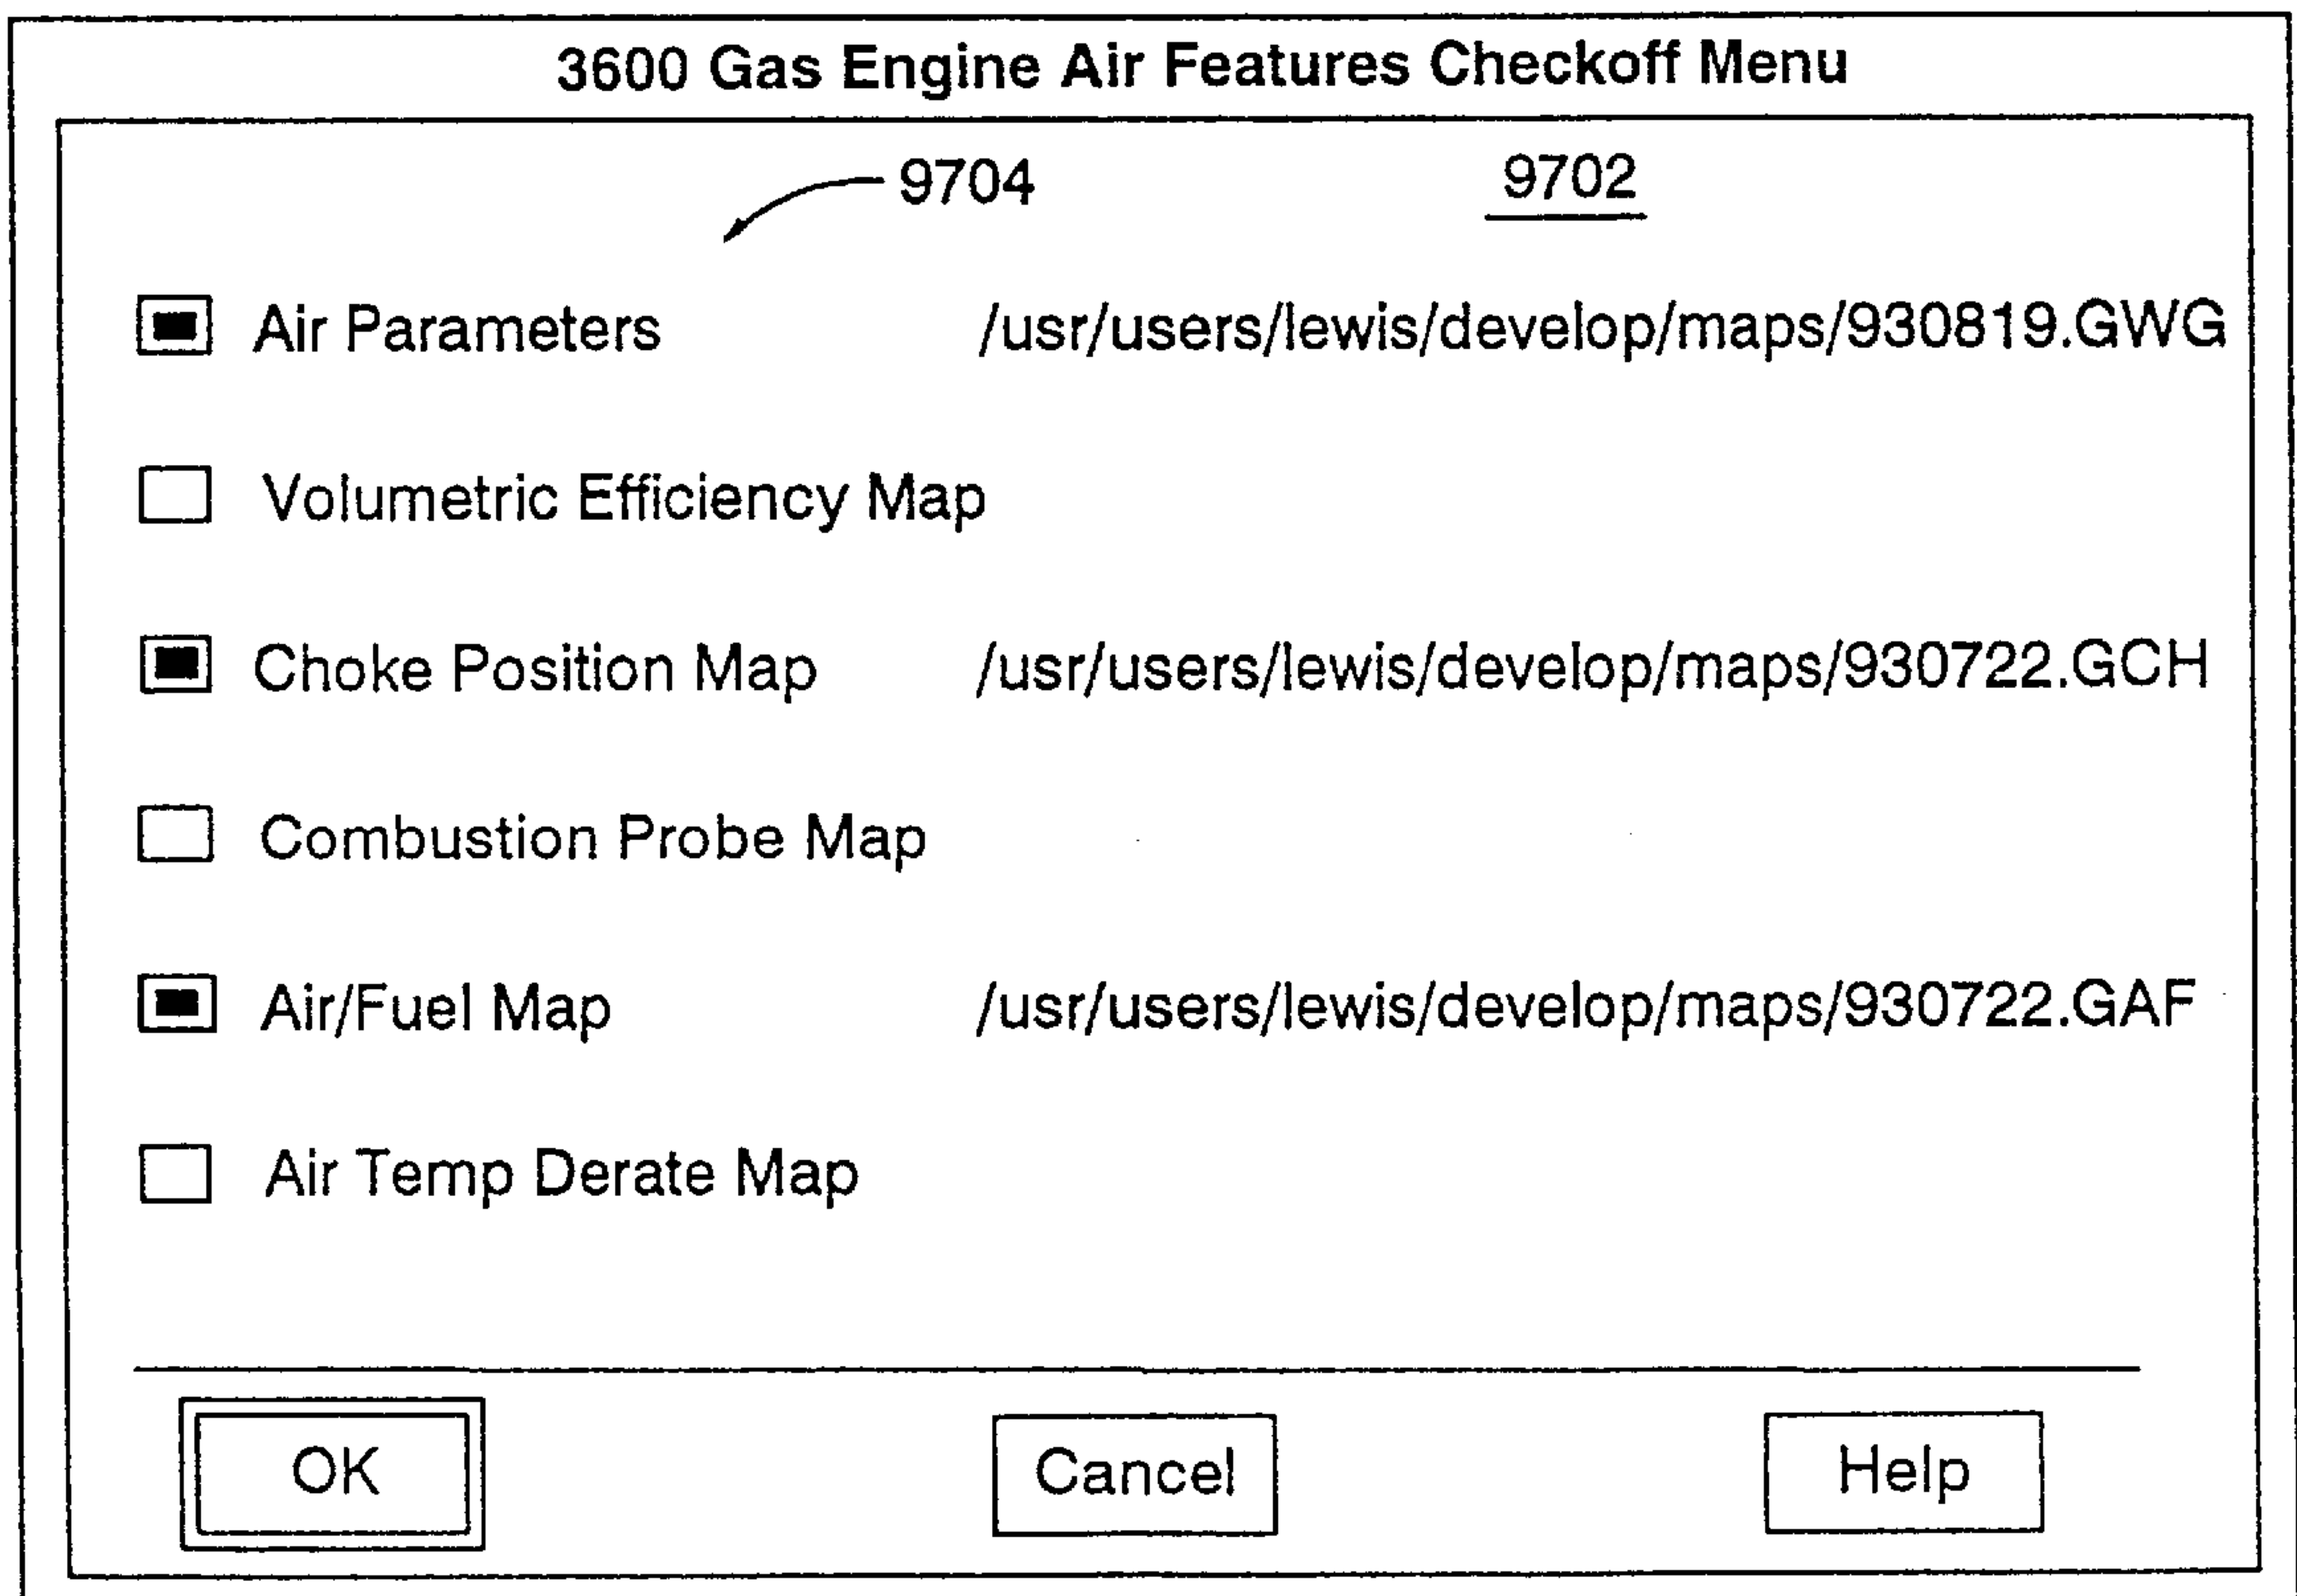 3600 Gas Engine Air Features Checkoff Menu
9704 9702
Air Parameters /usr/users/lewis/develop/maps/930819.GWG
Volumetric Efficiency Map
Choke Position Map /usr/users/lewis/develop/maps/930722.GCH
Combustion Probe Map
Air/Fuel Map /usr/users/lewis/develop/maps/930722.GAF
Air Temp Derate Map
OK Cancel Help